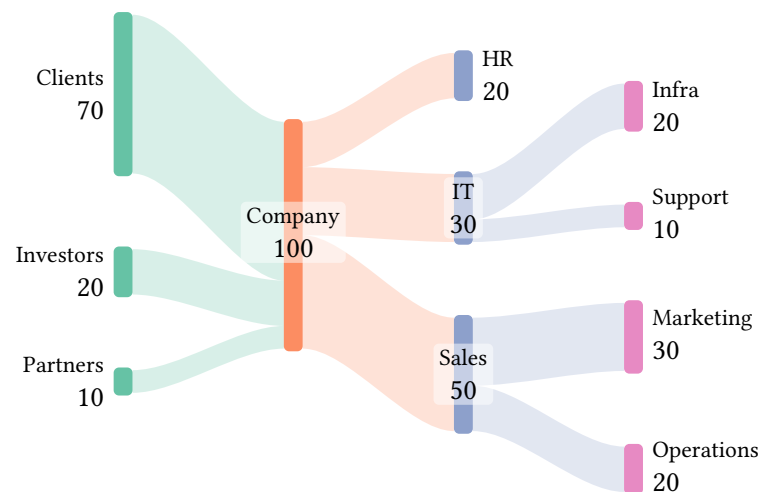 Clients
70
Investors
20
Partners
10
Company
100
HR
20
IT
30
Sales
50
Infra
20
Support
10
Marketing
30
Operations
20